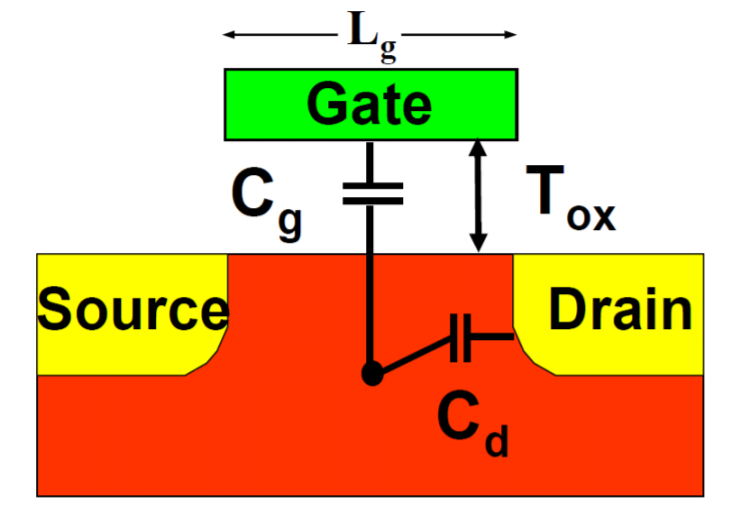 Lg
Gate
Cg
Tox
Source
Drain
Cd